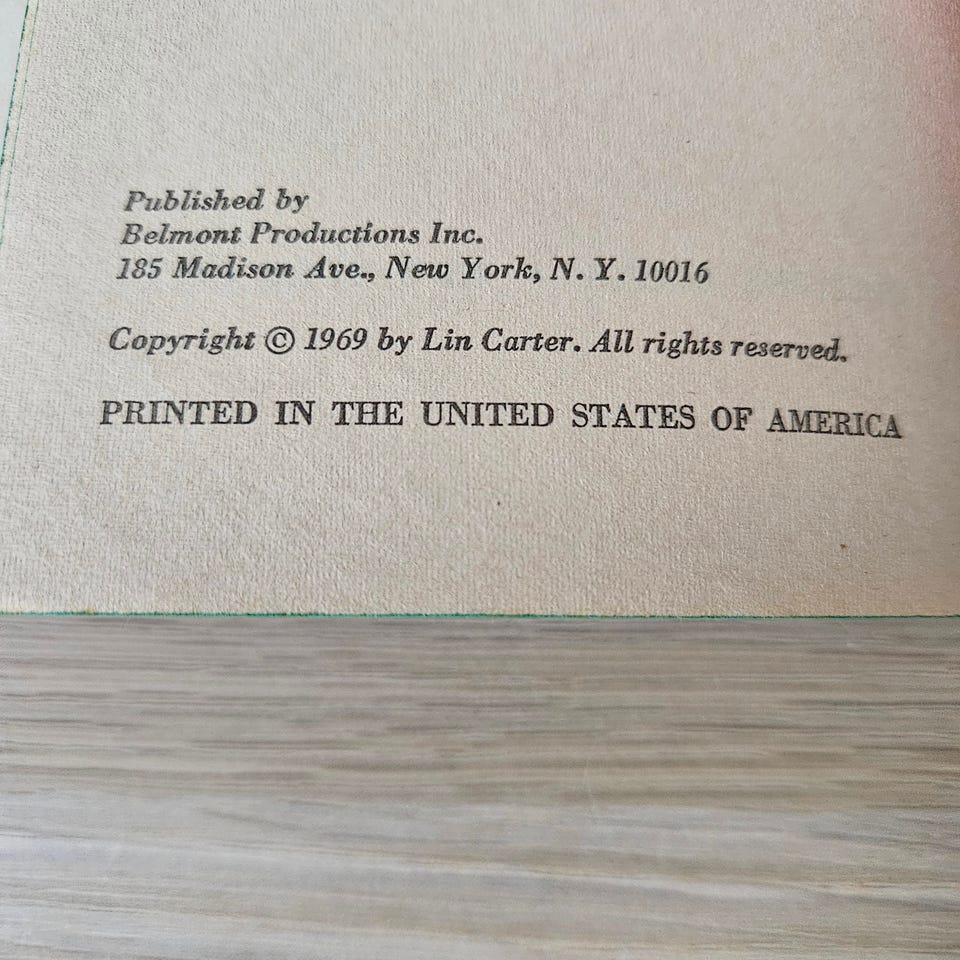 Published by
Belmont Productions Inc.
185 Madison Ave., New York, N. Y. 10016
Copyright © 1969 by Lin Carter. All rights reserved.
PRINTED IN THE UNITED STATES OF AMERICA